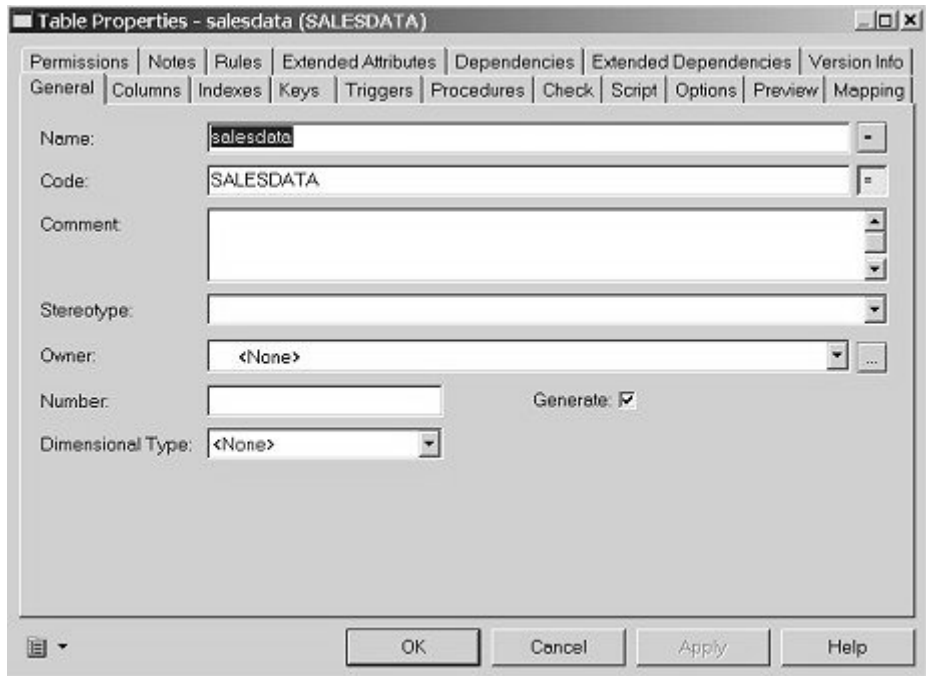 Table Properties - salesdata (SALESDATA)
Permissions Notes Rules Extended Attributes Dependencies Extended Dependencies Version Info
General Columns Indexes Keys Triggers Procedures Check Script Options Preview Mapping
Name: salesdata =
Code: SALESDATA =
Comment:
Stereotype:
Owner: <None> ...
Number: Generate:
Dimensional Type: <None>
OK Cancel Apply Help